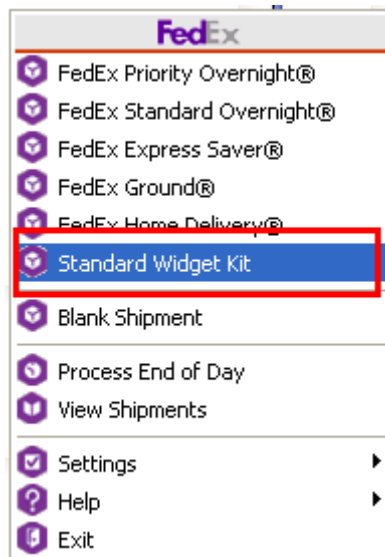 FedEx
FedEx Priority Overnight®
FedEx Standard Overnight®
FedEx Express Saver®
FedEx Ground®
FedEx Home Delivery®
Standard Widget Kit
Blank Shipment
Process End of Day
View Shipments
Settings
Help
Exit